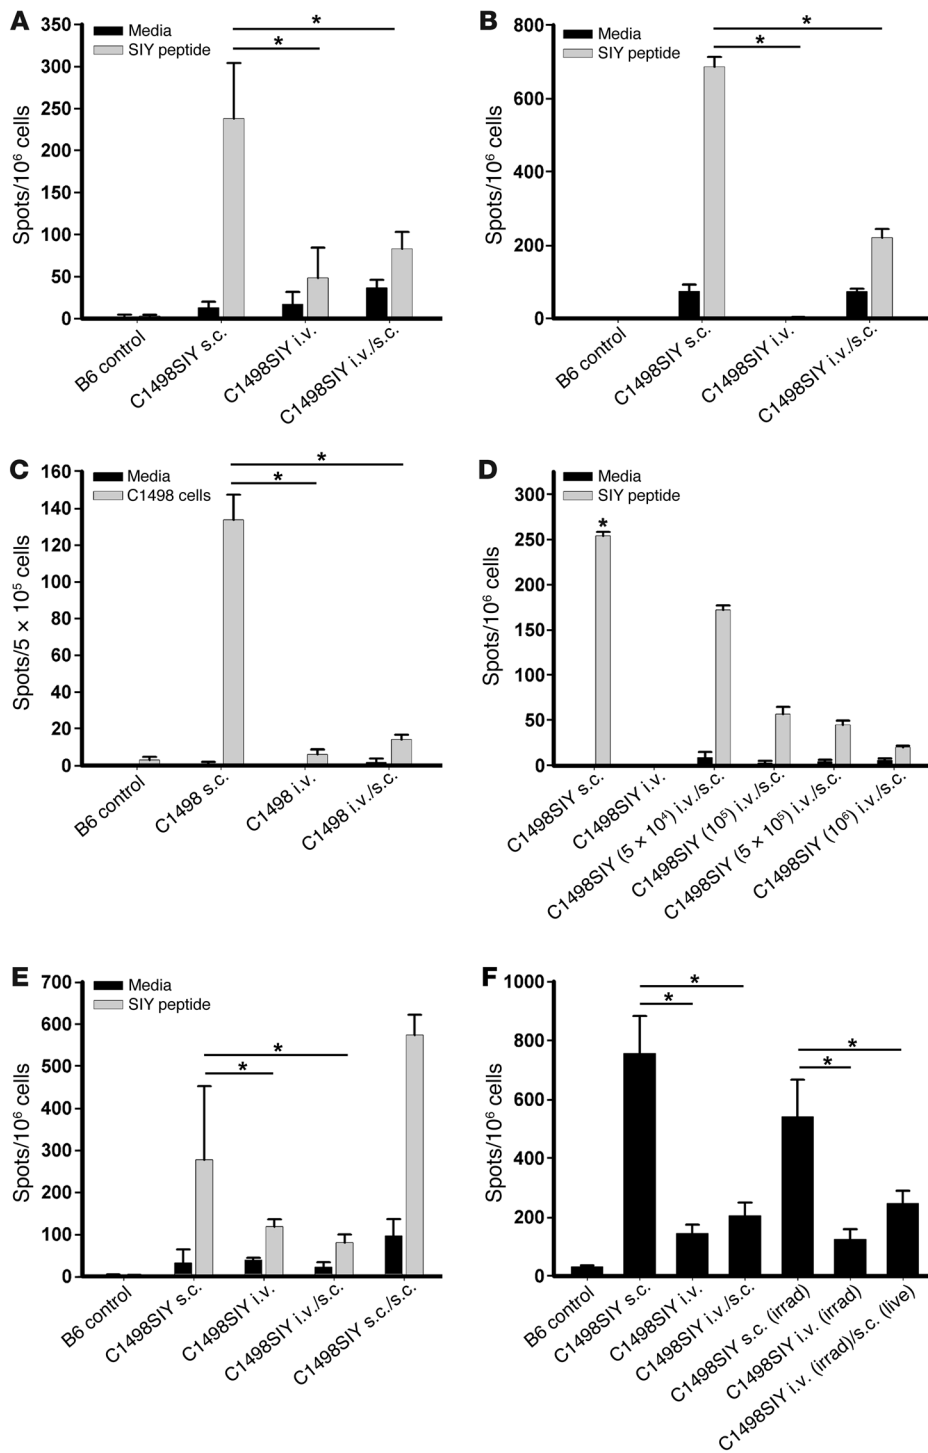 A
350
300
250
200
150
100
50
0
Spots/10⁶ cells
Media
SIY peptide
*
*
B6 control
C1498SIY s.c.
C1498SIY i.v.
C1498SIY i.v./s.c.
B
800
600
400
200
0
Spots/10⁶ cells
Media
SIY peptide
*
*
B6 control
C1498SIY s.c.
C1498SIY i.v.
C1498SIY i.v./s.c.
C
160
140
120
100
80
60
40
20
0
Spots/5 × 10⁵ cells
Media
C1498 cells
*
*
B6 control
C1498 s.c.
C1498 i.v.
C1498 i.v./s.c.
D
300
250
200
150
100
50
0
Spots/10⁶ cells
Media
SIY peptide
*
C1498SIY s.c.
C1498SIY i.v.
C1498SIY (5 × 10⁴) i.v./s.c.
C1498SIY (10⁵) i.v./s.c.
C1498SIY (5 × 10⁵) i.v./s.c.
C1498SIY (10⁶) i.v./s.c.
E
700
600
500
400
300
200
100
0
Spots/10⁶ cells
Media
SIY peptide
*
*
B6 control
C1498SIY s.c.
C1498SIY i.v.
C1498SIY i.v./s.c.
C1498SIY s.c./s.c.
F
1000
800
600
400
200
0
Spots/10⁶ cells
*
*
*
*
B6 control
C1498SIY s.c.
C1498SIY i.v.
C1498SIY i.v./s.c.
C1498SIY s.c. (irrad)
C1498SIY i.v. (irrad)
C1498SIY i.v. (irrad)/s.c. (live)